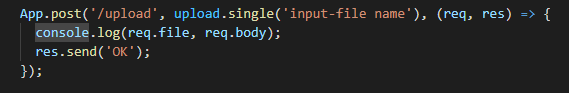 App.post('/upload', upload.single('input-file name'), (req, res) => {
  console.log(req.file, req.body);
  res.send('OK');
});